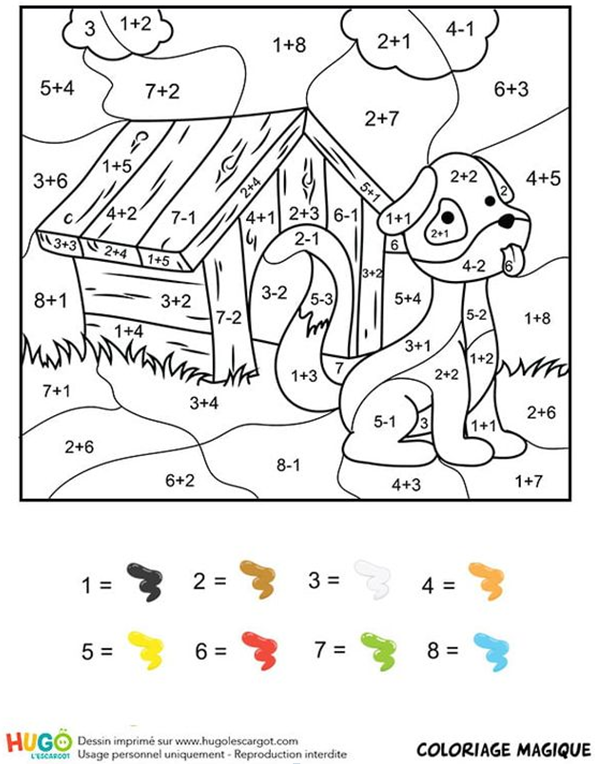 3 1+2
1+8
2+1 4-1
5+4 7+2 6+3
2+7
3+6 1+5 2+4 5+1 2+2 2 4+5
4+2 7-1 4+1 2+3 6-1 1+1 2+1
3+3 2+4 1+5 2-1 6 4-2 6
8+1 3+2 7-2 3-2 5-3 3+2 5+4 5-2 1+8
1+4 3+1
1+3 7 2+2 1+2
7+1 3+4 5-1 3 1+1 2+6
2+6
6+2 8-1 4+3 1+7
1 = 2 = 3 = 4 =
5 = 6 = 7 = 8 =
HUGO
L'ESCARGOT
Dessin imprimé sur www.hugolescargot.com
Usage personnel uniquement - Reproduction interdite
COLORIAGE MAGIQUE